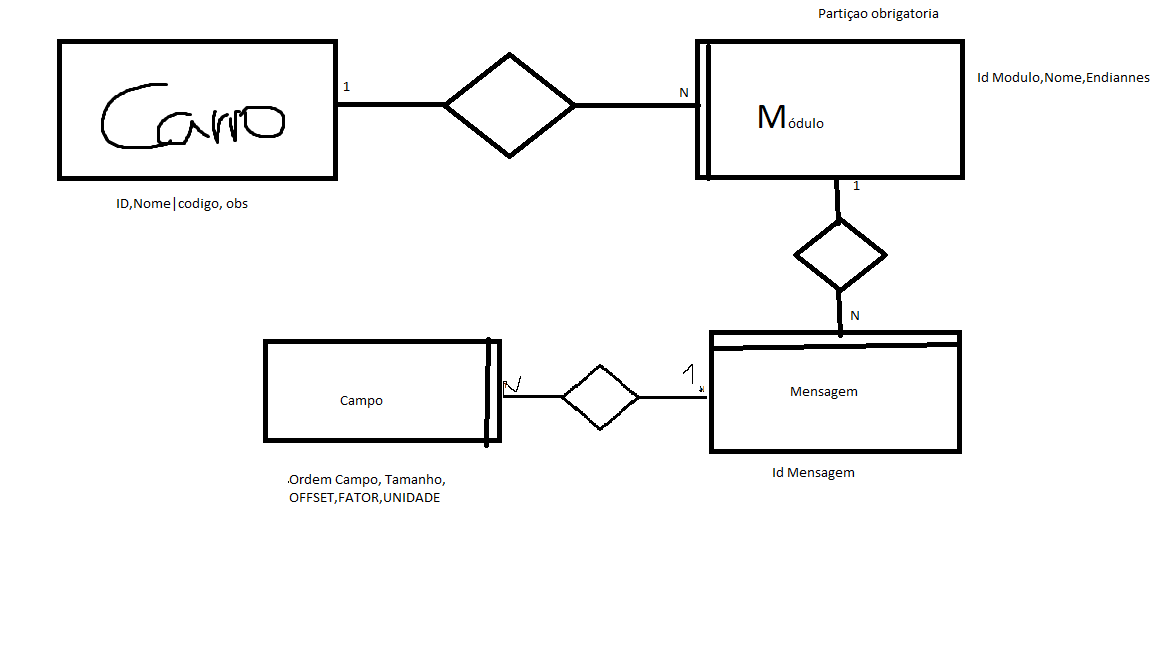 Partiçao obrigatoria
Carro
1
N
Módulo
Id Modulo,Nome,Endiannes
ID,Nome|codigo, obs
1
N
Campo
N
1
Mensagem
.Ordem Campo, Tamanho,
OFFSET,FATOR,UNIDADE
Id Mensagem